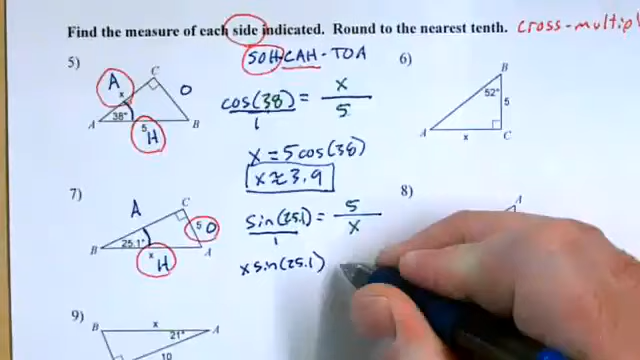 Find the measure of each side indicated. Round to the nearest tenth. cross-multipl
5) SOH-CAH-TOA
C
A
O
x
cos(38) = x
1 5
38°
A
5
B
H
x = 5cos(38)
x ≈ 3.9
6)
B
52°
5
A
x
C
7)
A
C
5 O
25.1°
B
x
A
H
sin(25.1) = 5
1 x
x sin(25.1)
8)
A
9)
B
x
A
21°
10